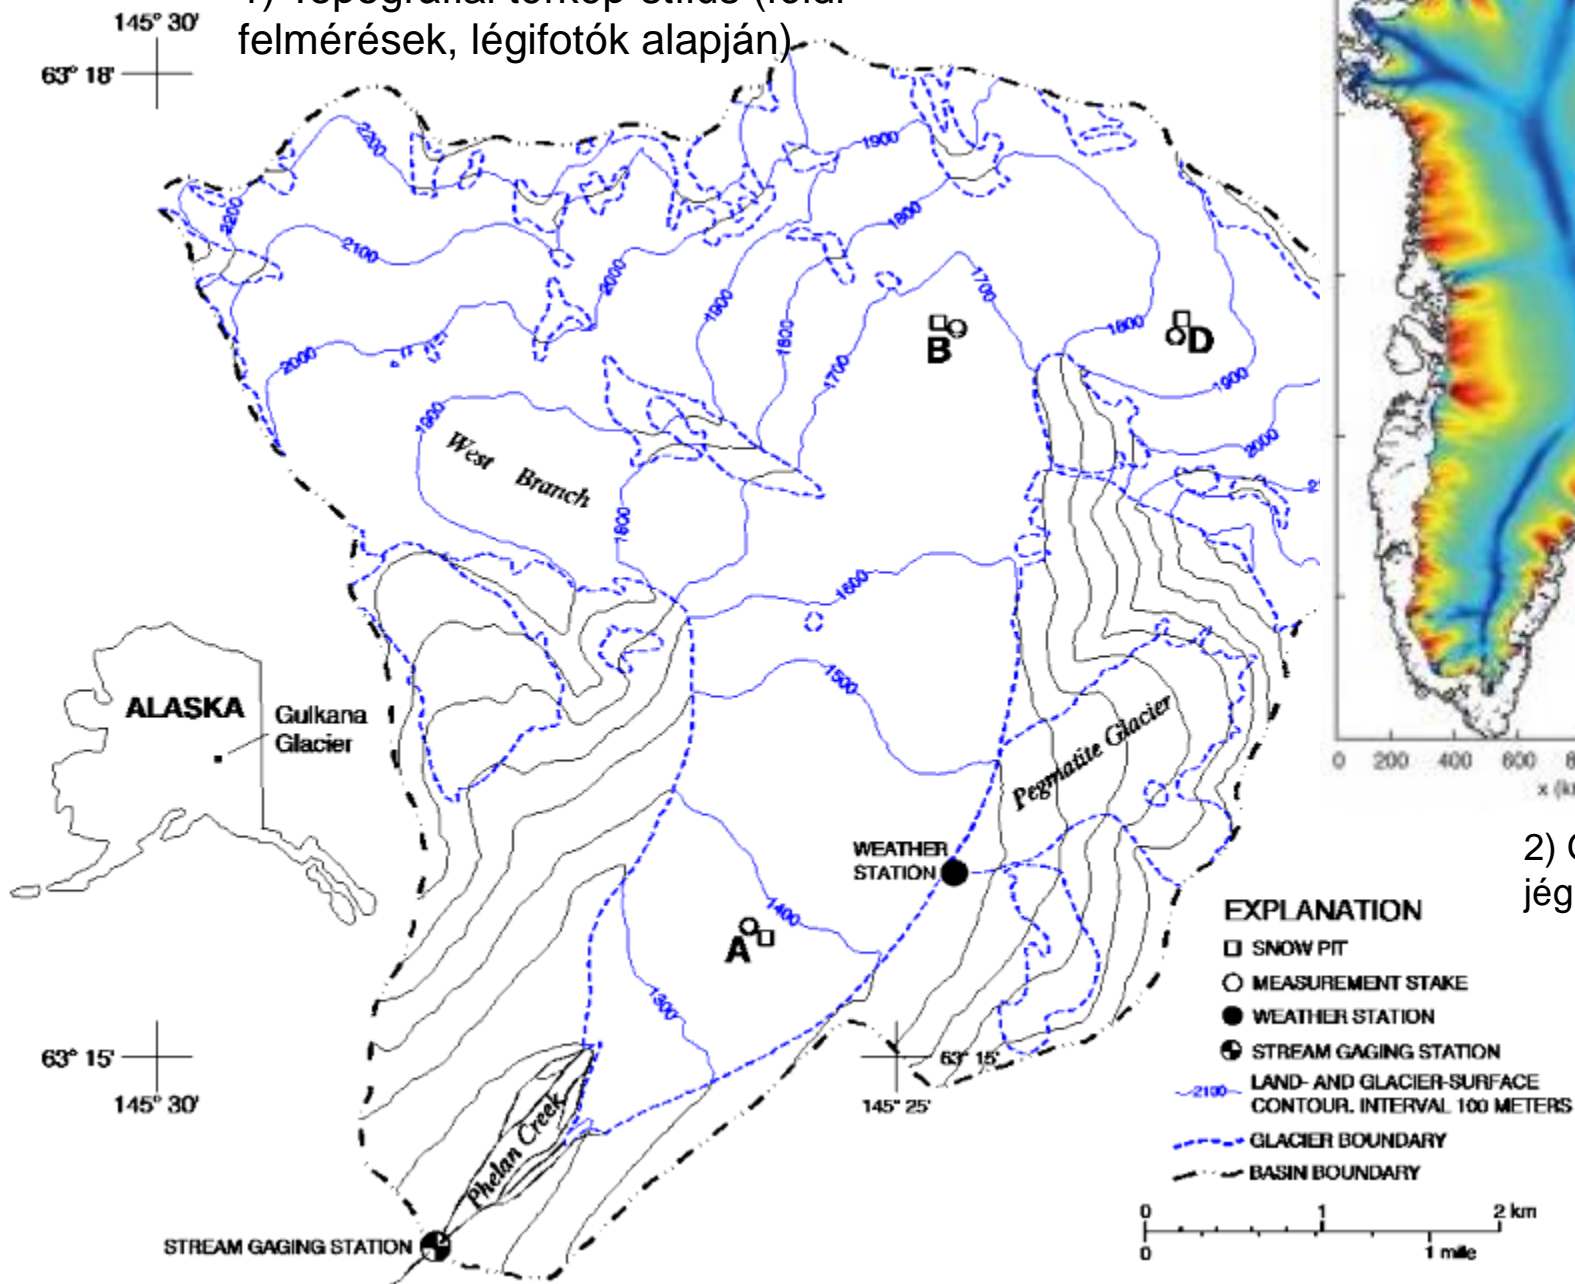 felmérések, légifotók alapján)
145° 30'
63° 18'
2200
2200
2100
2000
2000
1900
1900
1800
1900
1800
1700
1700
1800
1900
2000
B
D
1900
West Branch
1800
1600
1500
1400
1300
A
ALASKA
Gulkana
Glacier
Pegmatite Glacier
WEATHER
STATION
63° 15'
145° 30'
63° 15'
145° 25'
Phelan Creek
STREAM GAGING STATION
EXPLANATION
SNOW PIT
MEASUREMENT STAKE
WEATHER STATION
STREAM GAGING STATION
2100
LAND- AND GLACIER-SURFACE
CONTOUR. INTERVAL 100 METERS
GLACIER BOUNDARY
BASIN BOUNDARY
0 1 2 km
0 1 mile
0 200 400 600
2)
jég